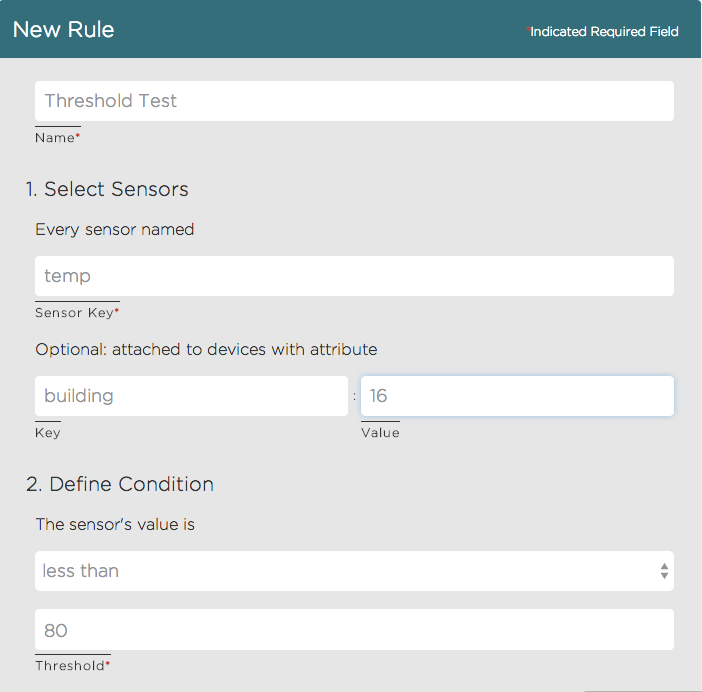 New Rule
*Indicated Required Field
Threshold Test
Name*
1. Select Sensors
Every sensor named
temp
Sensor Key*
Optional: attached to devices with attribute
building : 16
Key Value
2. Define Condition
The sensor's value is
less than
80
Threshold*